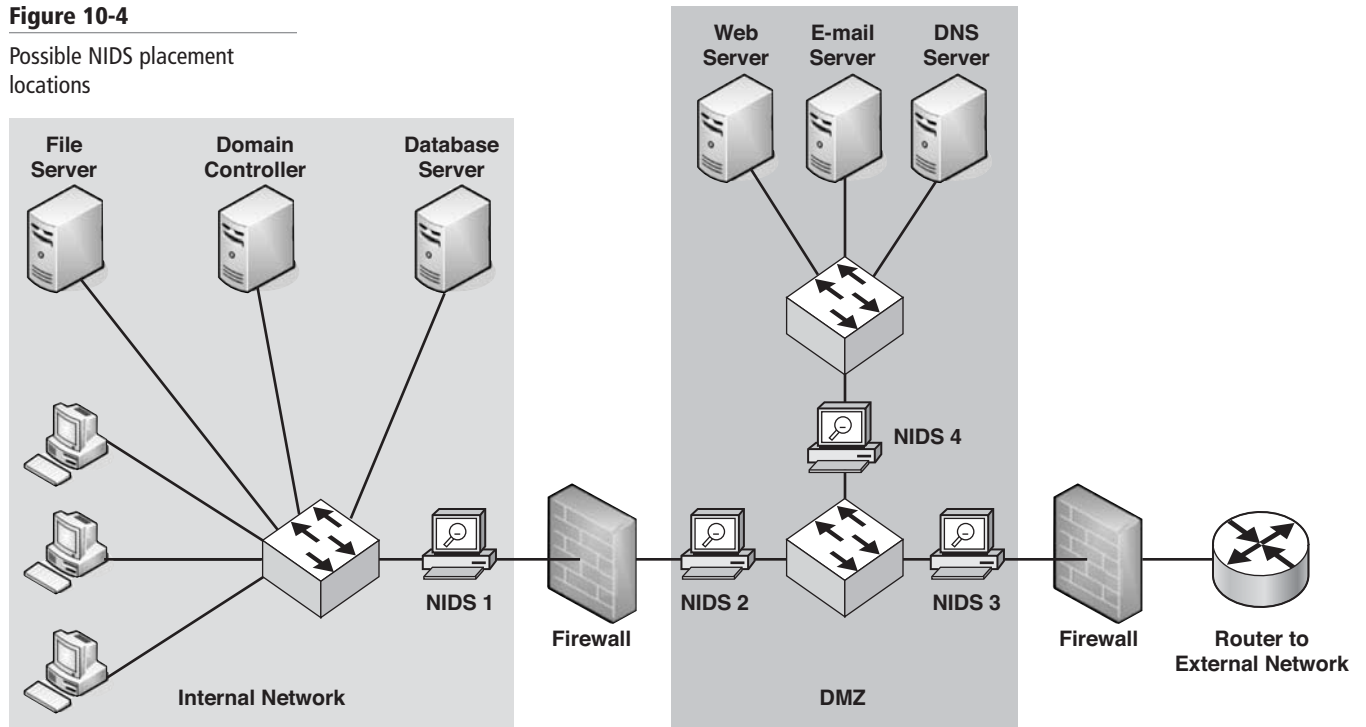 Figure 10-4
Possible NIDS placement
locations
File
Server
Domain
Controller
Database
Server
Web
Server
E-mail
Server
DNS
Server
NIDS 4
NIDS 1
Firewall
NIDS 2
NIDS 3
Firewall
Router to
External Network
Internal Network
DMZ